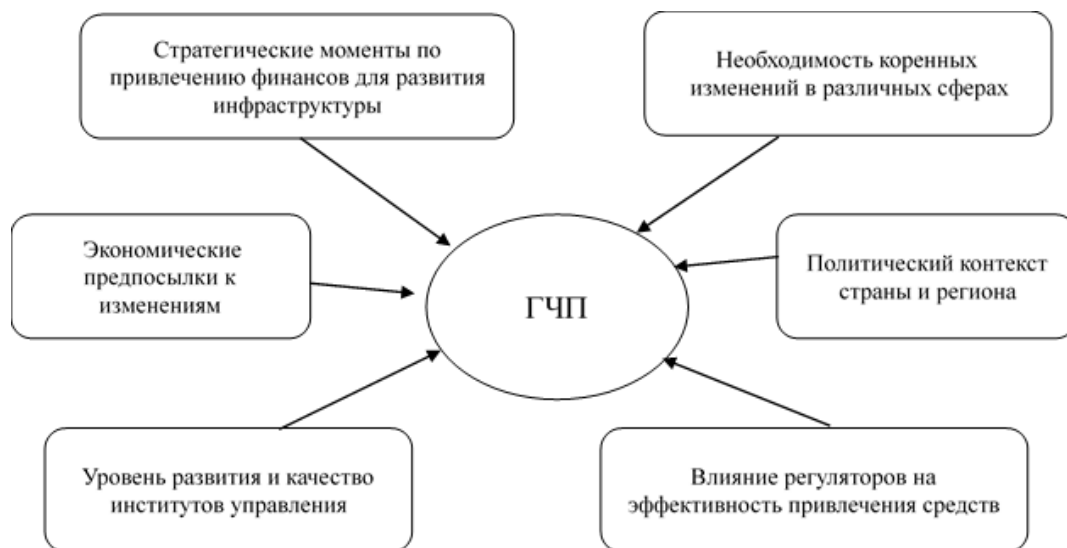 Стратегические моменты по
привлечению финансов для развития
инфраструктуры
Необходимость коренных
изменений в различных сферах
Экономические
предпосылки к
изменениям
ГЧП
Политический контекст
страны и региона
Уровень развития и качество
институтов управления
Влияние регуляторов на
эффективность привлечения средств